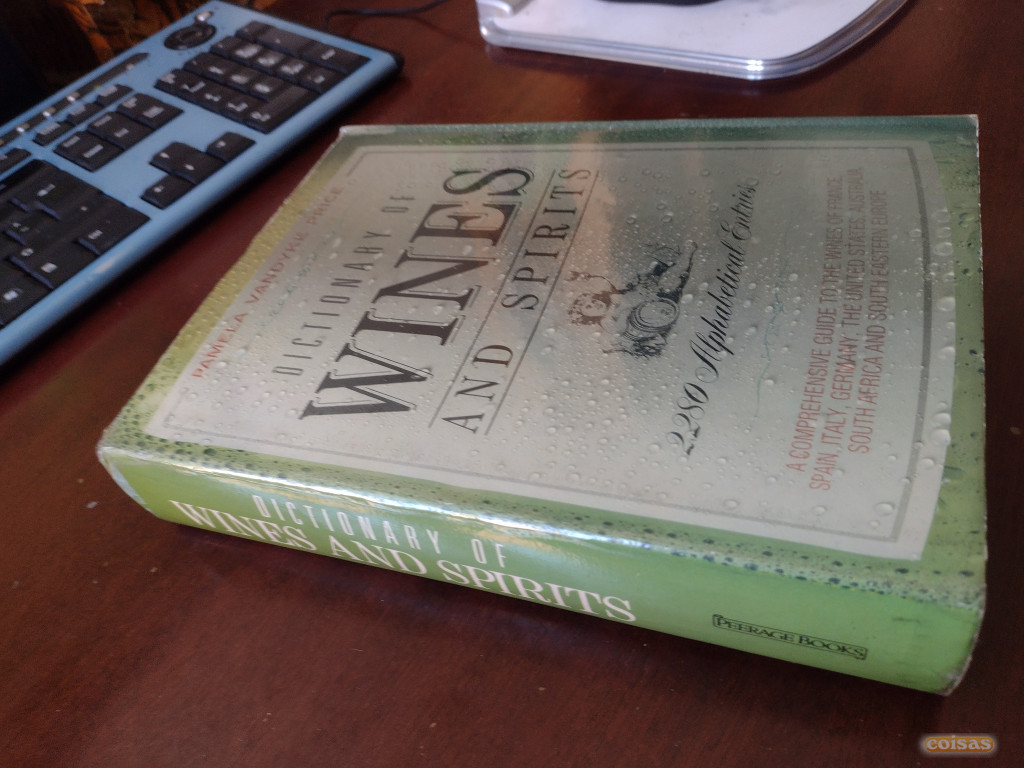 PAMELA VANDYKE PRICE
DICTIONARY OF
WINES
AND SPIRITS
2280 Alphabetical Entries
A COMPREHENSIVE GUIDE TO THE WINES OF FRANCE,
SPAIN, ITALY, GERMANY, THE UNITED STATES, AUSTRALIA
SOUTH AFRICA AND SOUTH EASTERN EUROPE
DICTIONARY OF
WINES AND SPIRITS
PEERAGE BOOKS
coisas